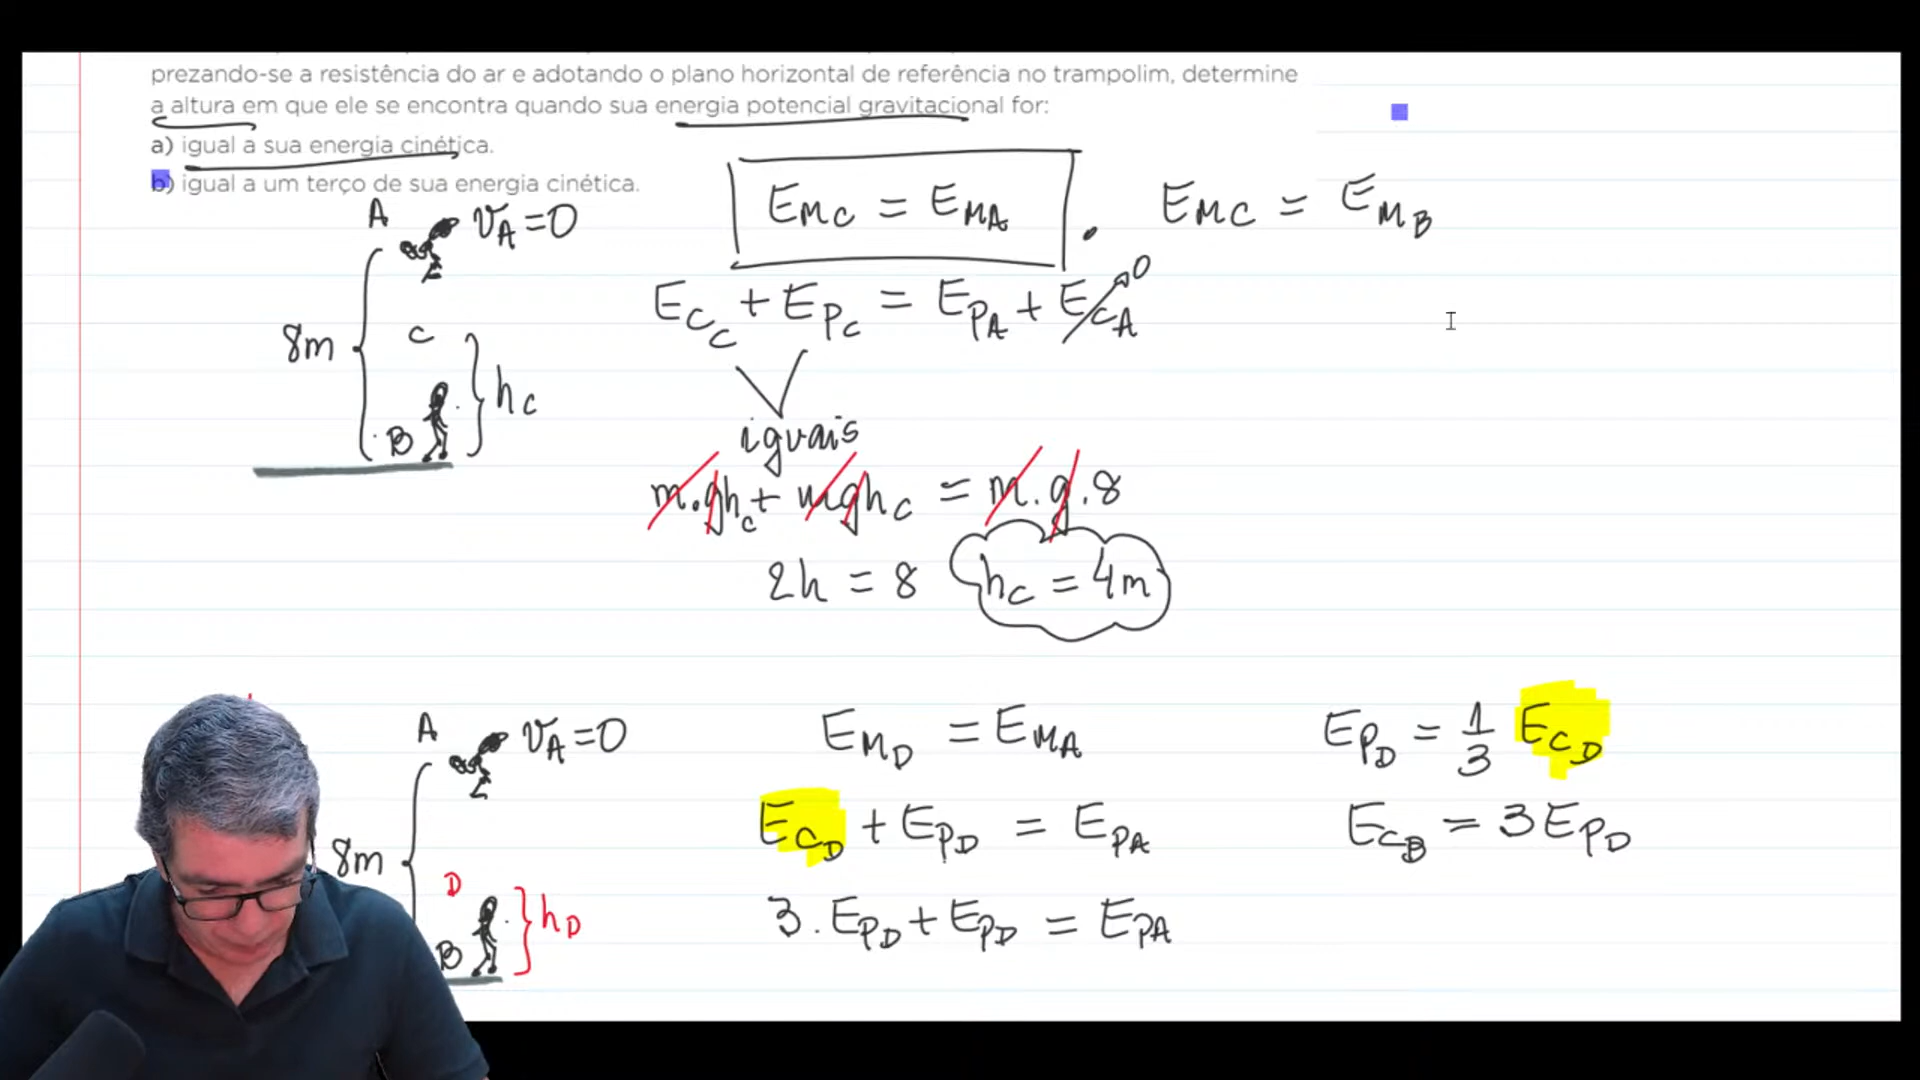 prezando-se a resistência do ar e adotando o plano horizontal de referência no trampolim, determine
a altura em que ele se encontra quando sua energia potencial gravitacional for:
a) igual a sua energia cinética.
b) igual a um terço de sua energia cinética.
A vA=0
8m
C
hC
B
EMC = EMA . EMC = EMB
ECC + EPC = EPA + ECA 0
iguais
m.ghC + mghC = m.g.8
2h = 8 hC = 4m
A vA=0
8m
D
hD
B
EMD = EMA
ECD + EPD = EPA
3.EPD + EPD = EPA
EPD = 1/3 ECD
ECB = 3EPD